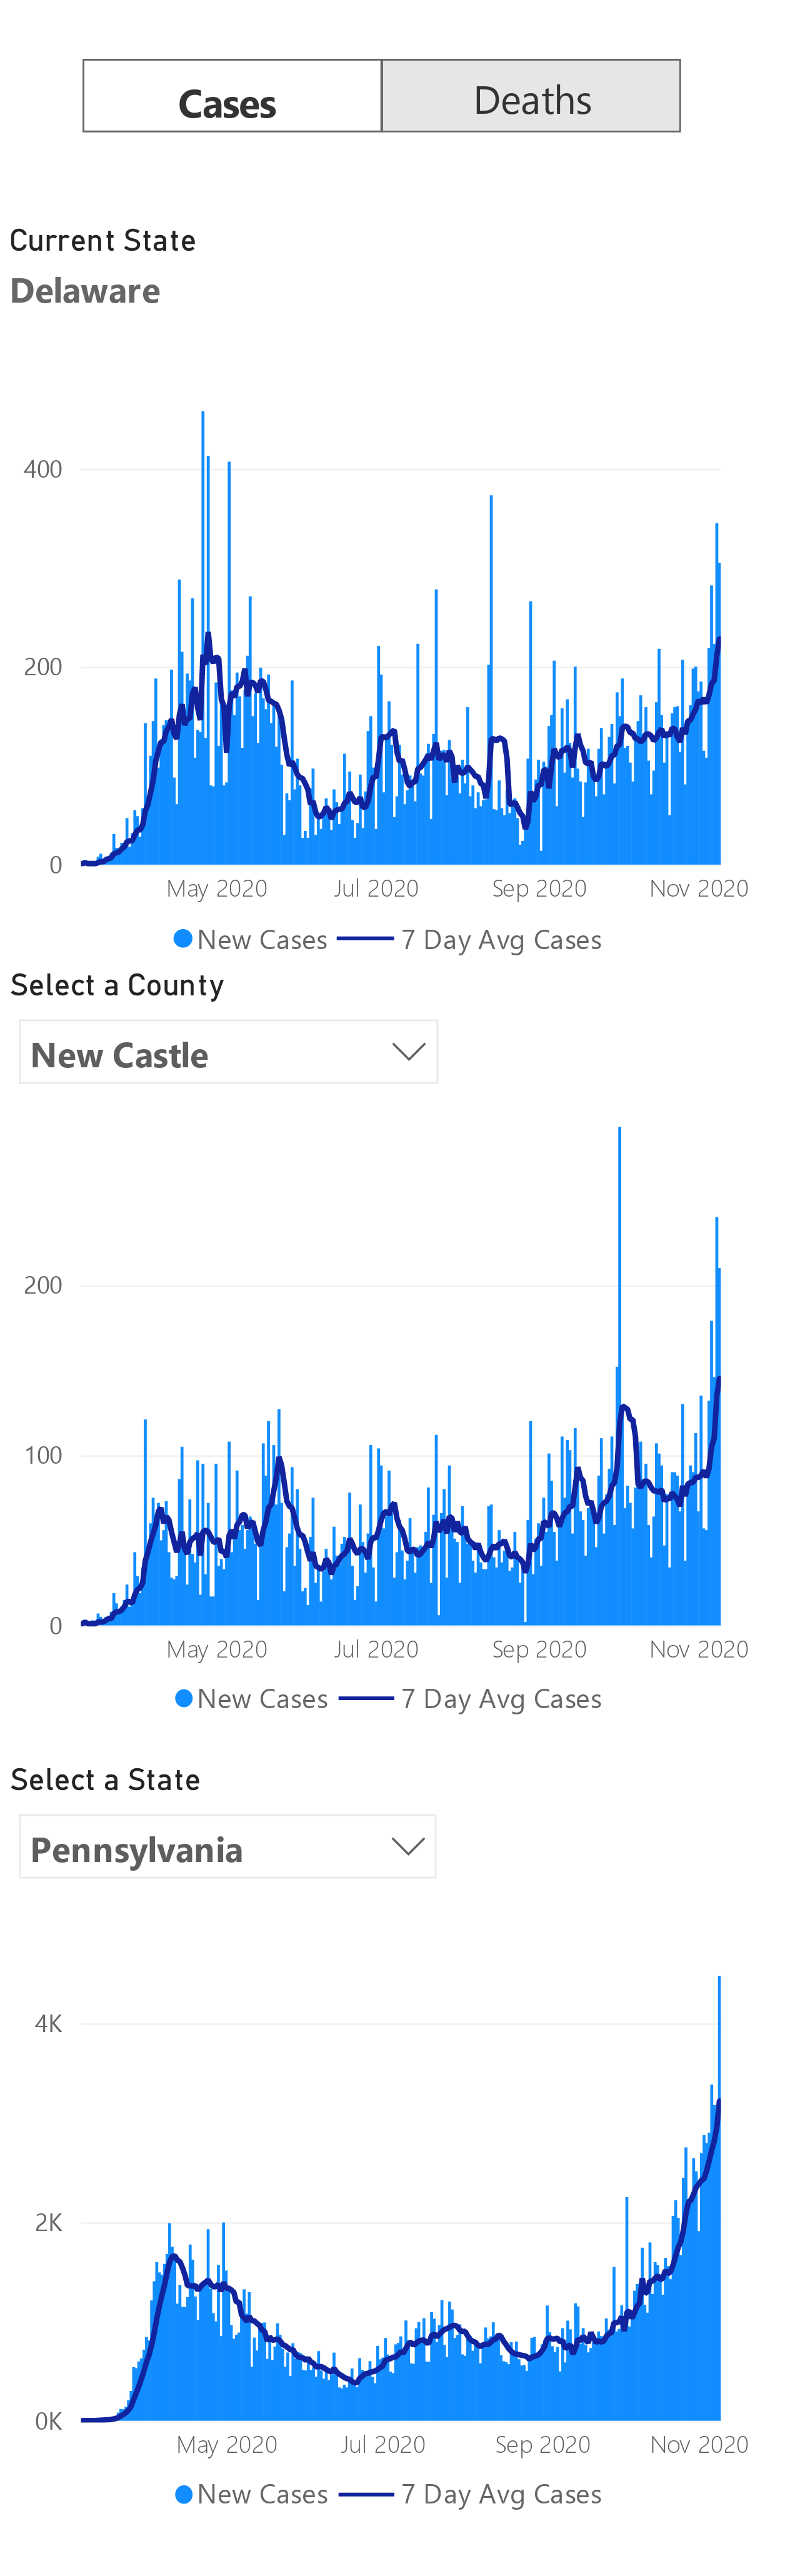 Cases Deaths
Current State
Delaware
400
200
0
May 2020 Jul 2020 Sep 2020 Nov 2020
New Cases 7 Day Avg Cases
Select a County
New Castle
200
100
0
May 2020 Jul 2020 Sep 2020 Nov 2020
New Cases 7 Day Avg Cases
Select a State
Pennsylvania
4K
2K
0K
May 2020 Jul 2020 Sep 2020 Nov 2020
New Cases 7 Day Avg Cases